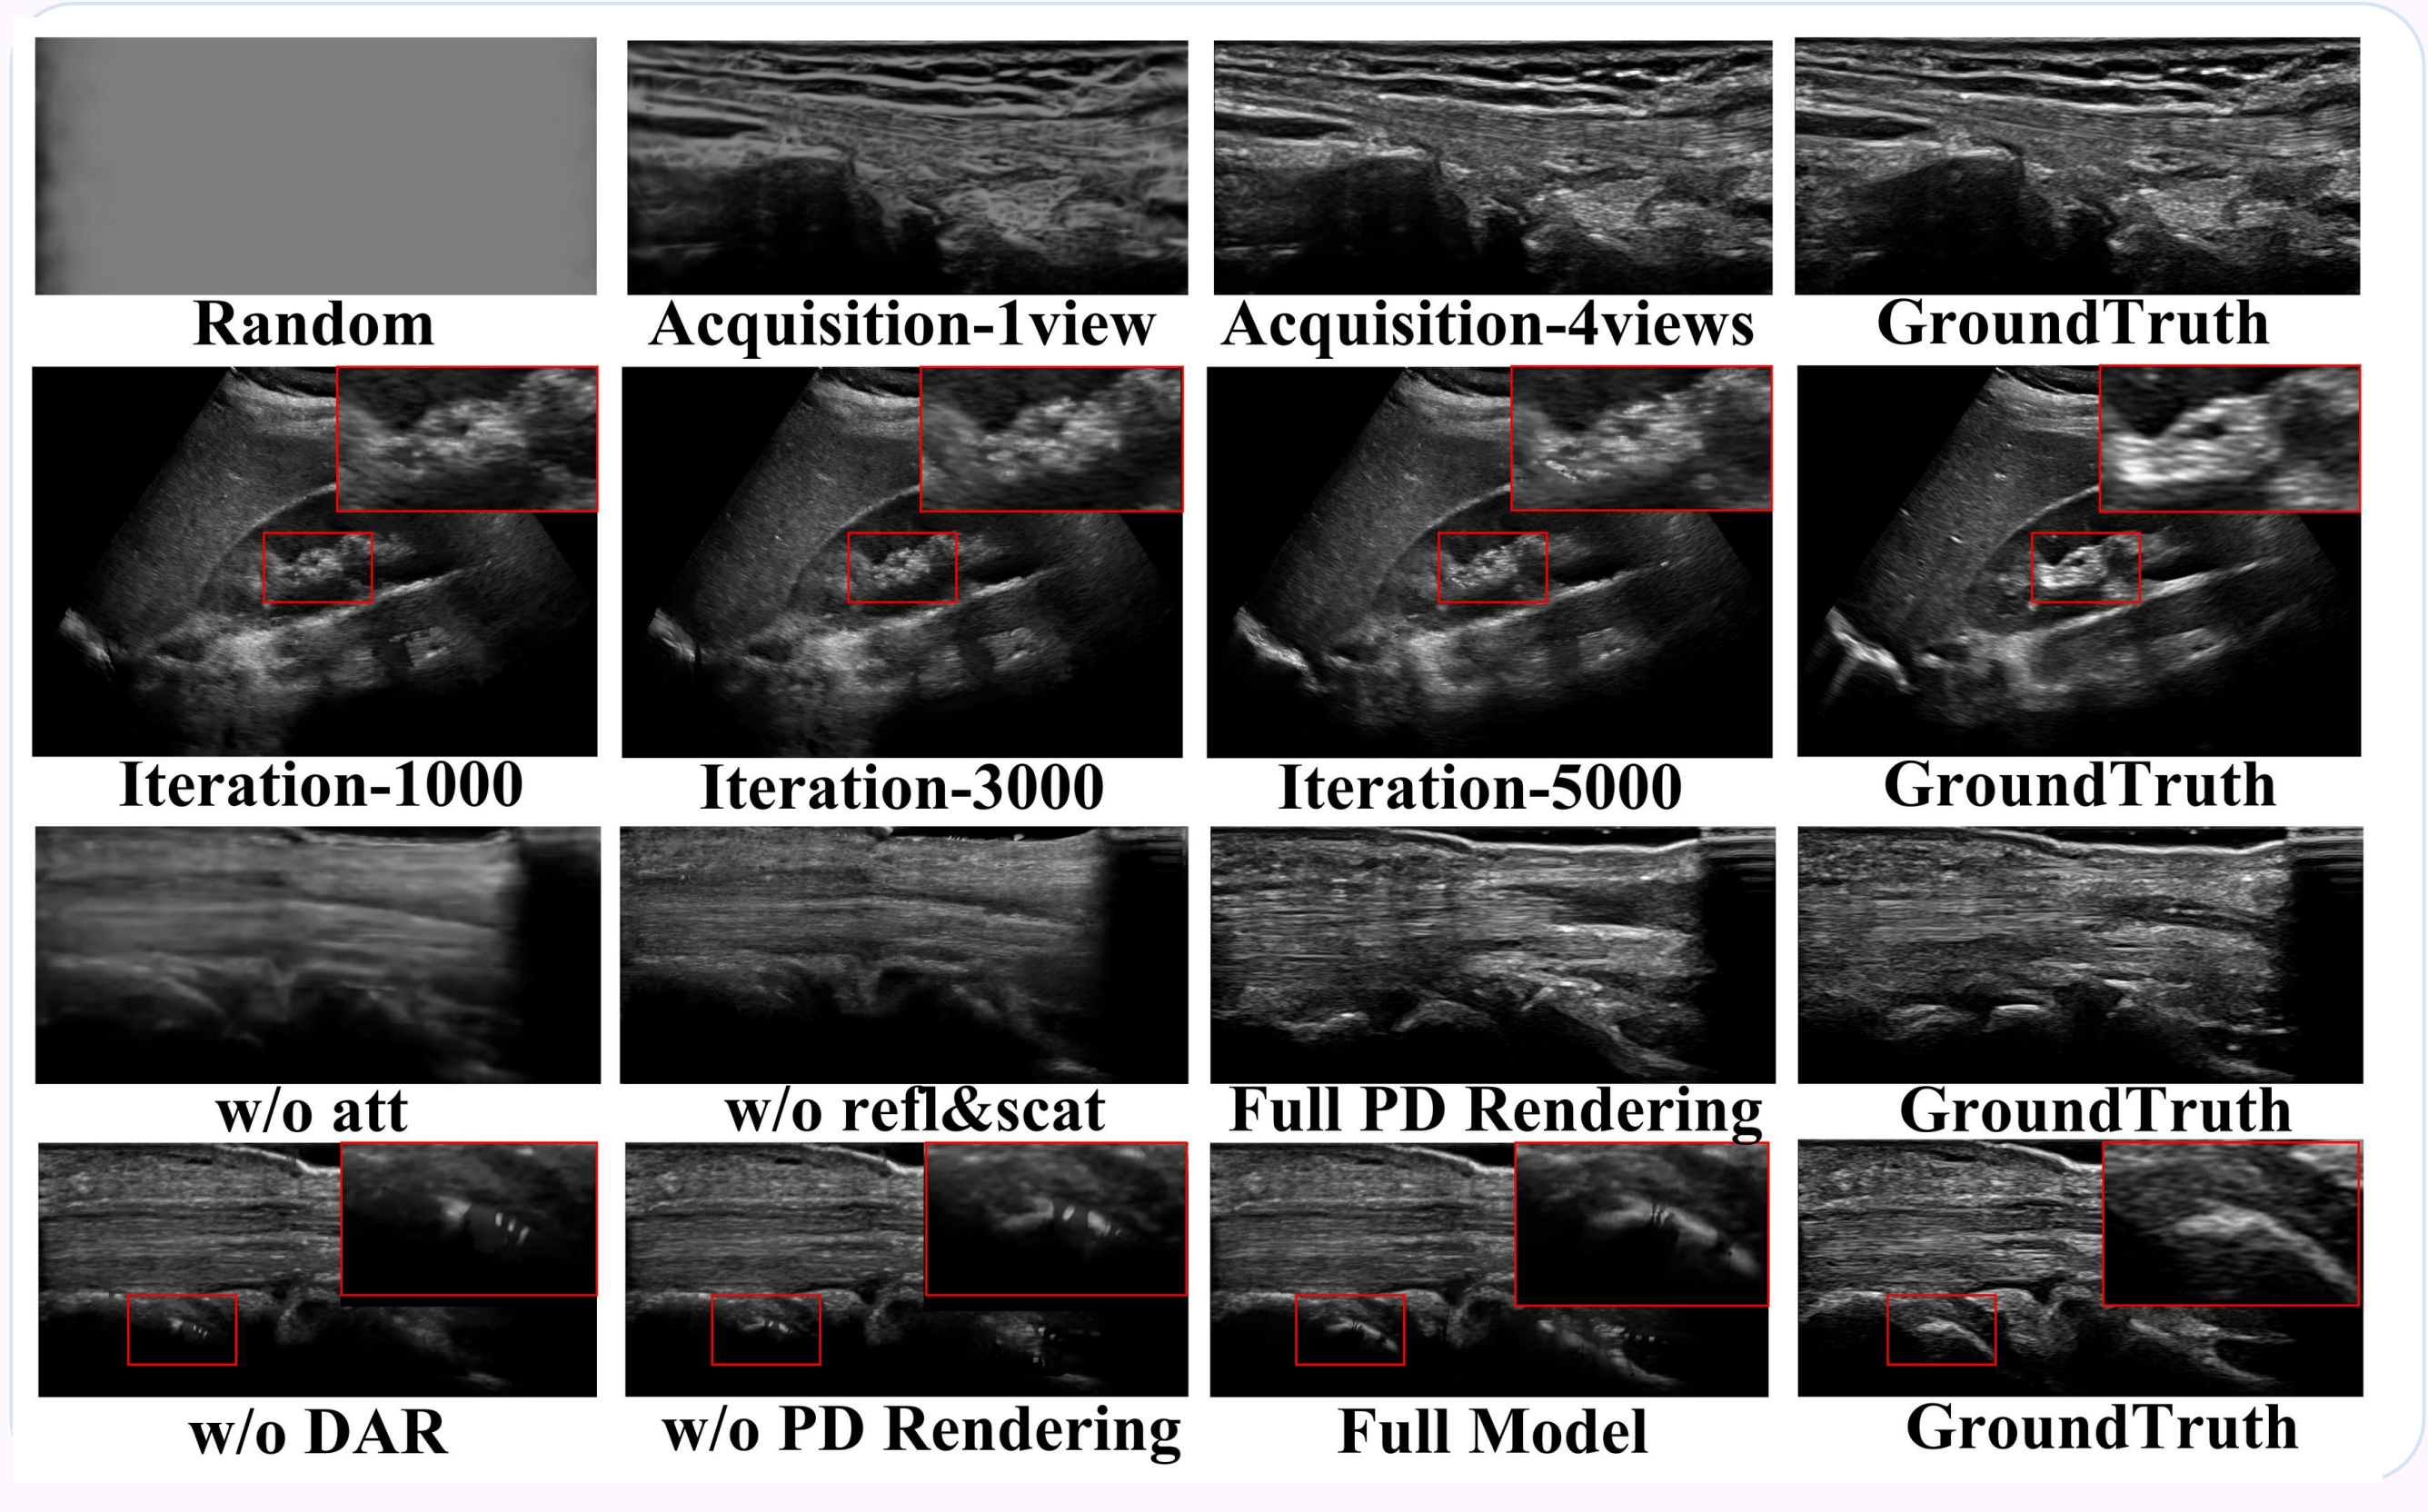 Random
Acquisition-1view
Acquisition-4views
GroundTruth
Iteration-1000
Iteration-3000
Iteration-5000
GroundTruth
w/o att
w/o refl&scat
Full PD Rendering
GroundTruth
w/o DAR
w/o PD Rendering
Full Model
GroundTruth